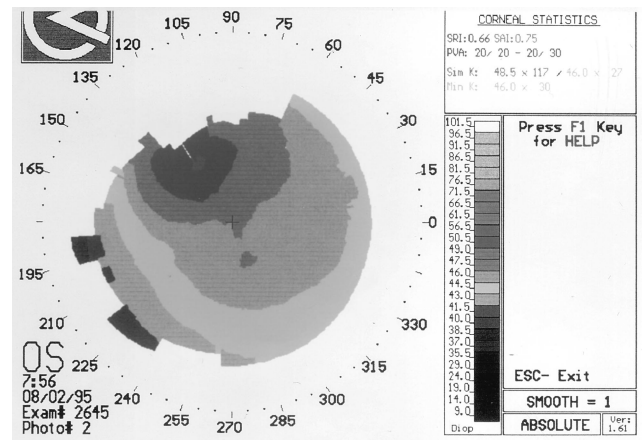 105 90 75
120 60
135 45
150 30
165 15
0
195
210 330
225 315
240 300
255 270 285
OS
7:56
08/02/95
Exam# 2645
Photo# 2
CORNEAL STATISTICS
SRI:0.66 SAI:0.75
PVA: 20/ 20 - 20/ 30
Sim K: 48.5 x 117 / 46.0 x 27
Min K: 46.0 x 30
101.5
96.5
91.5
86.5
81.5
76.5
71.5
66.5
61.5
56.5
50.5
49.0
47.5
46.0
44.5
43.0
41.5
40.0
38.5
37.0
35.5
29.0
24.0
19.0
14.0
9.0
Diop
Press F1 Key
for HELP
ESC- Exit
SMOOTH = 1
ABSOLUTE
Ver:
1.61